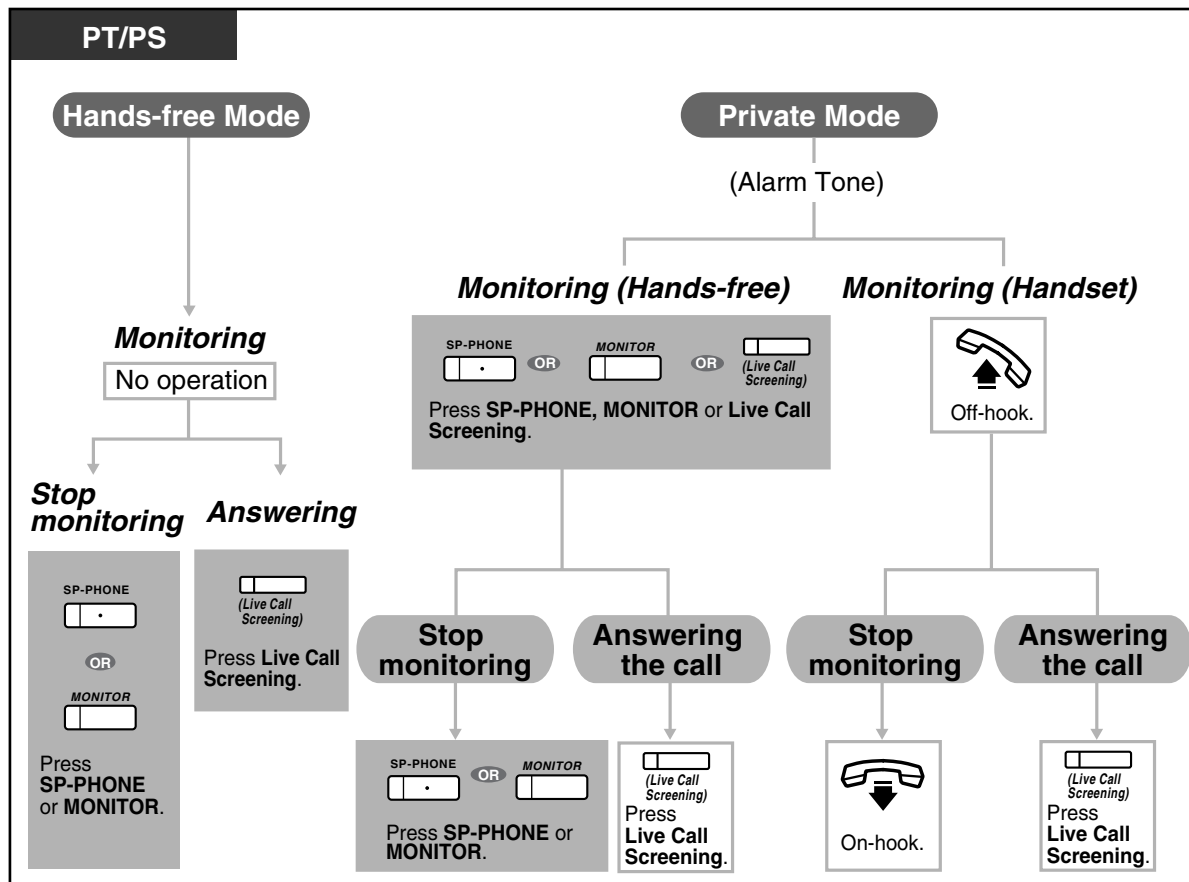 PT/PS
Hands-free Mode
Monitoring
No operation
Stop
monitoring
SP-PHONE
OR
MONITOR
Press
SP-PHONE
or MONITOR.
Answering
(Live Call
Screening)
Press Live Call
Screening.
Private Mode
(Alarm Tone)
Monitoring (Hands-free)
SP-PHONE
OR
MONITOR
OR
(Live Call
Screening)
Press SP-PHONE, MONITOR or Live Call
Screening.
Stop
monitoring
SP-PHONE
OR
MONITOR
Press SP-PHONE or
MONITOR.
Answering
the call
(Live Call
Screening)
Press
Live Call
Screening.
Monitoring (Handset)
Off-hook.
Stop
monitoring
On-hook.
Answering
the call
(Live Call
Screening)
Press
Live Call
Screening.